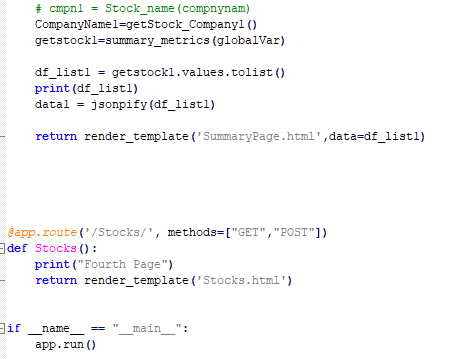 # cmpn1 = Stock_name(compnynam)
CompanyName1=getStock_Company1()
getstock1=summary_metrics(globalVar)
df_list1 = getstock1.values.tolist()
print(df_list1)
data1 = jsonpify(df_list1)
return render_template('SummaryPage.html',data=df_list1)
@app.route('/Stocks/', methods=["GET","POST"])
def Stocks():
print("Fourth Page")
return render_template('Stocks.html')
if __name__ == "__main__":
app.run()